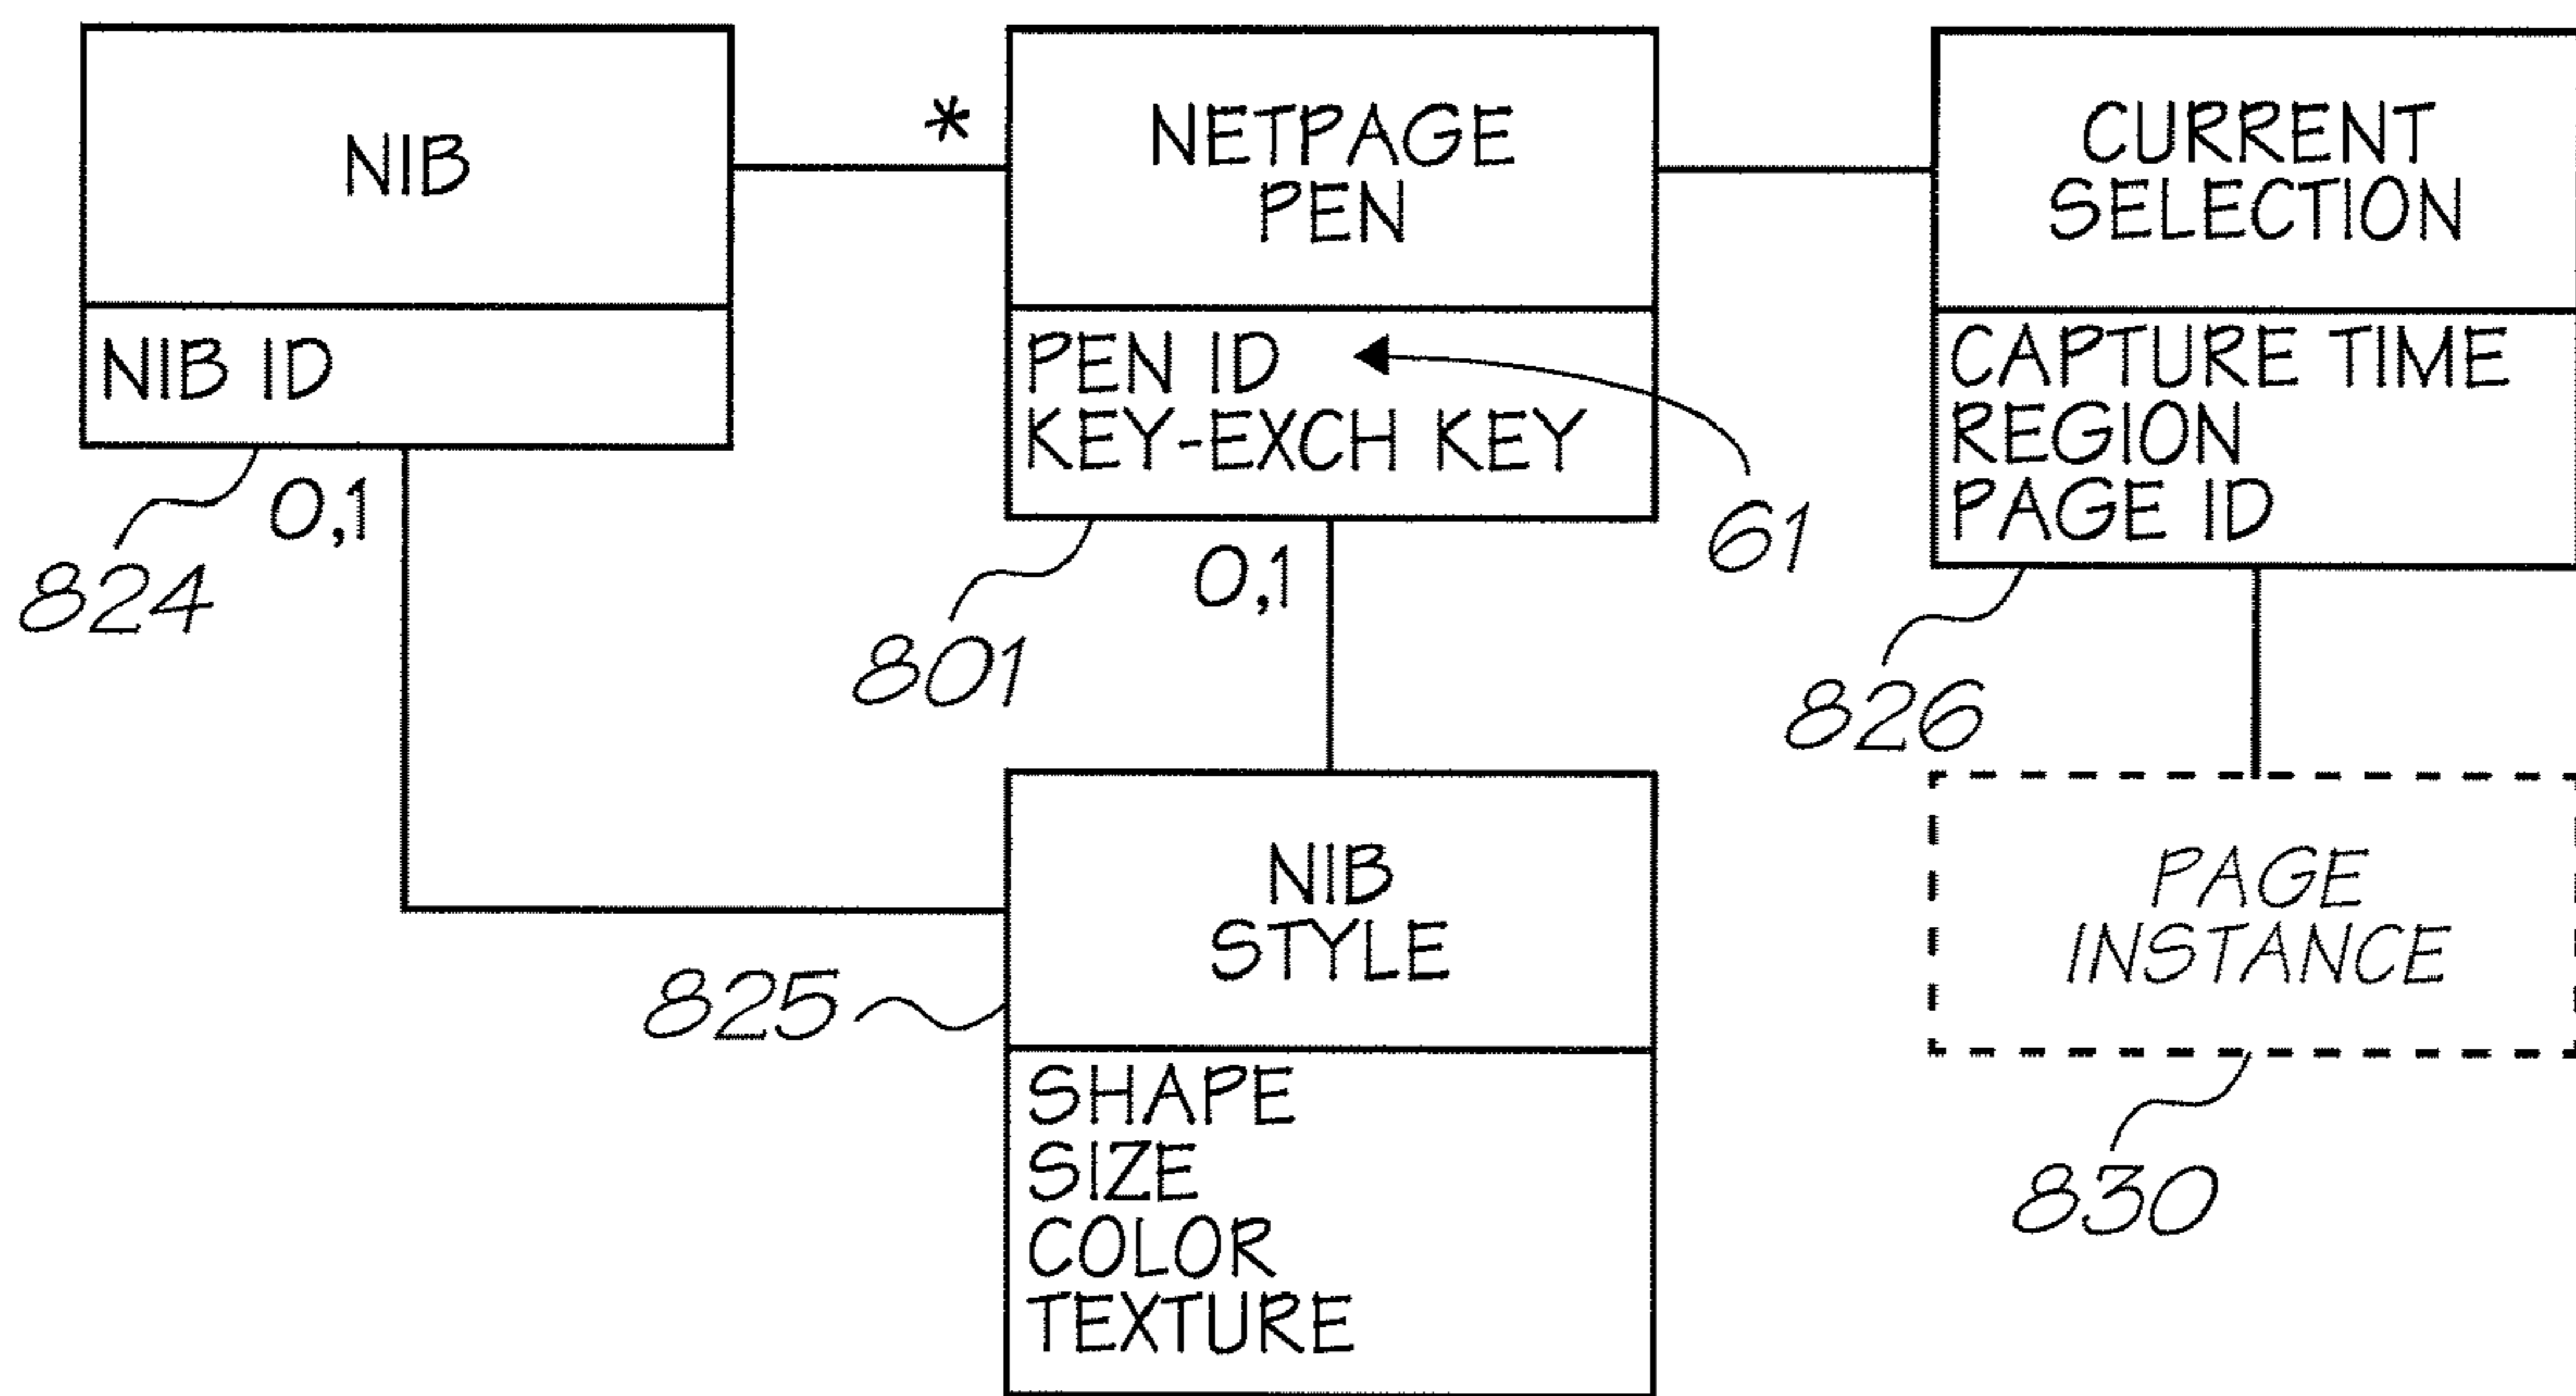 NIB
NIB ID
824
0,1
*
NETPAGE
PEN
PEN ID
KEY-EXCH KEY
61
801
0,1
CURRENT
SELECTION
CAPTURE TIME
REGION
PAGE ID
826
NIB
STYLE
825
SHAPE
SIZE
COLOR
TEXTURE
PAGE
INSTANCE
830